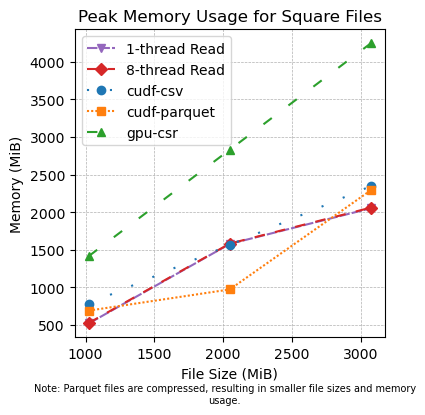 Peak Memory Usage for Square Files
1-thread Read
8-thread Read
cudf-csv
cudf-parquet
gpu-csr
Memory (MiB)
4000
3500
3000
2500
2000
1500
1000
500
1000
1500
2000
2500
3000
File Size (MiB)
Note: Parquet files are compressed, resulting in smaller file sizes and memory
usage.